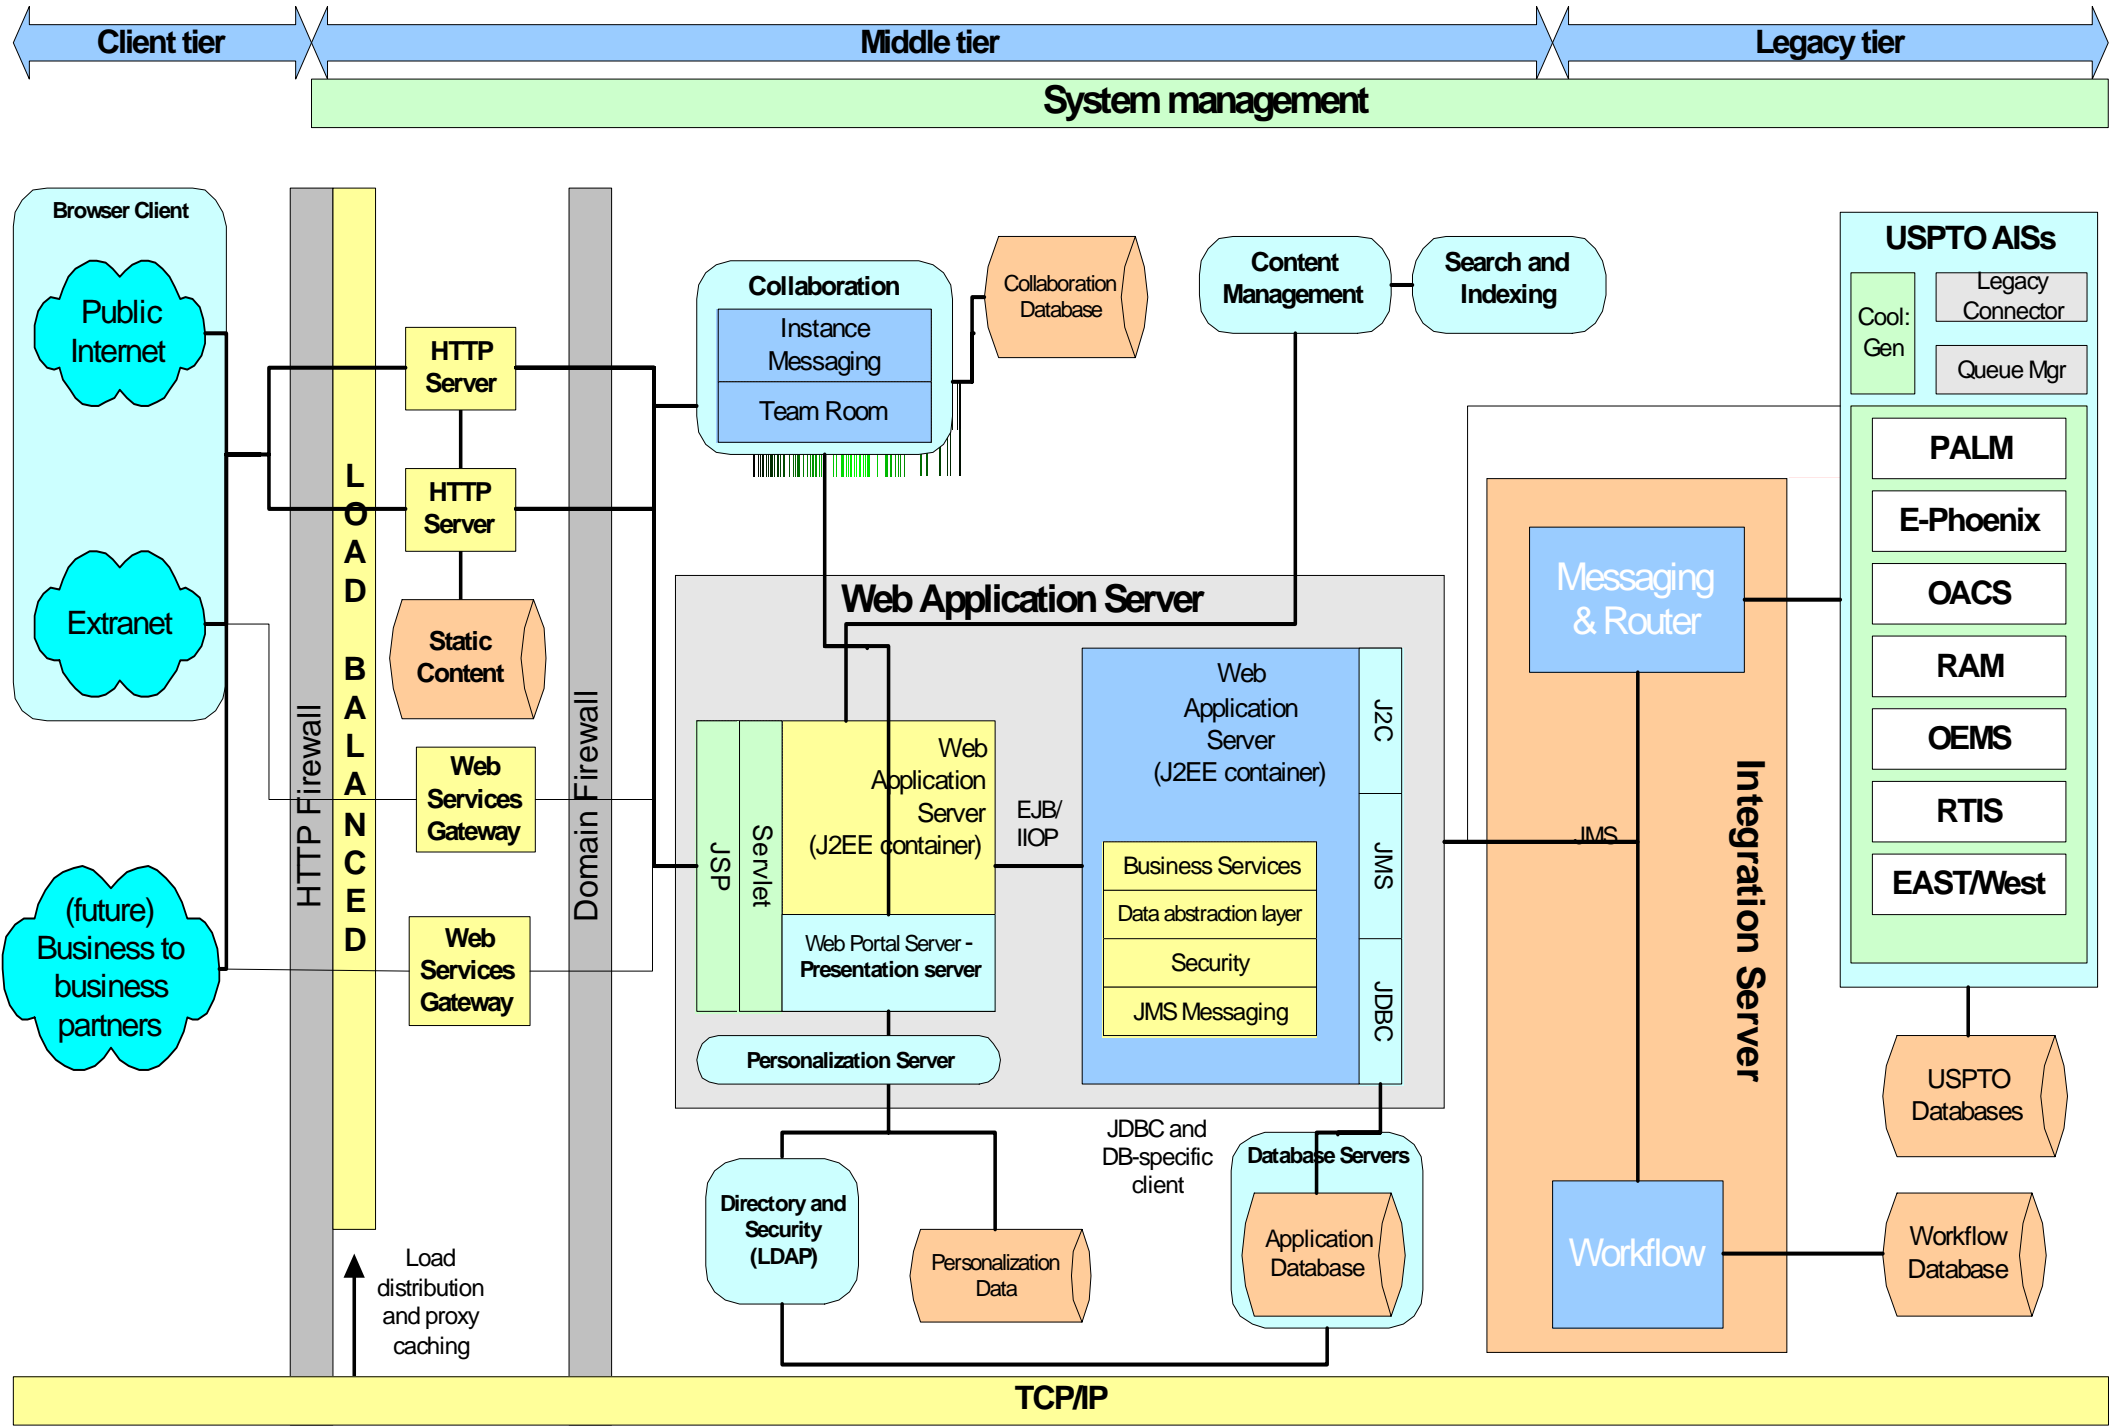 Client tier
Middle tier
Legacy tier
System management
Browser Client
Public
Internet
Extranet
(future)
Business to
business
partners
HTTP Firewall
LOAD BALANCED
Load
distribution
and proxy
caching
HTTP
Server
HTTP
Server
Static
Content
Web
Services
Gateway
Web
Services
Gateway
Domain Firewall
Collaboration
Instance
Messaging
Team Room
Collaboration
Database
Content
Management
Search and
Indexing
Web Application Server
JSP
Servlet
Web
Application
Server
(J2EE container)
Web Portal Server -
Presentation server
Personalization Server
EJB/
IIOP
Web
Application
Server
(J2EE container)
Business Services
Data abstraction layer
Security
JMS Messaging
J2C
JMS
JDBC
JDBC and
DB-specific
client
Directory and
Security
(LDAP)
Personalization
Data
Database Servers
Application
Database
Messaging
& Router
JMS
Integration Server
Workflow
USPTO AISs
Cool:
Gen
Legacy
Connector
Queue Mgr
PALM
E-Phoenix
OACS
RAM
OEMS
RTIS
EAST/West
USPTO
Databases
Workflow
Database
TCP/IP